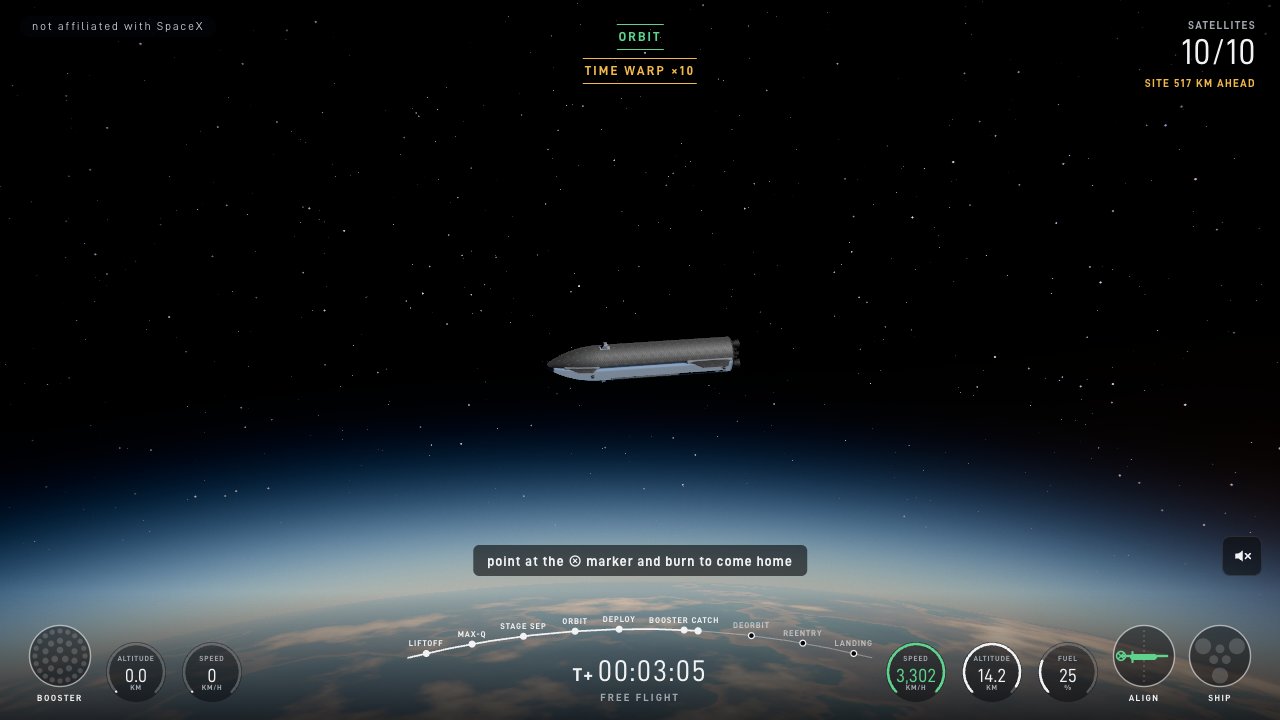 not affiliated with SpaceX
ORBIT
TIME WARP ×10
SATELLITES
10/10
SITE 517 KM AHEAD
point at the ⊗ marker and burn to come home
LIFTOFF
MAX-Q
STAGE SEP
ORBIT
DEPLOY
BOOSTER CATCH
DEORBIT
REENTRY
LANDING
BOOSTER
ALTITUDE
0.0
KM
SPEED
0
KM/H
T+ 00:03:05
FREE FLIGHT
SPEED
3,302
KM/H
ALTITUDE
14.2
KM
FUEL
25
%
ALIGN
SHIP